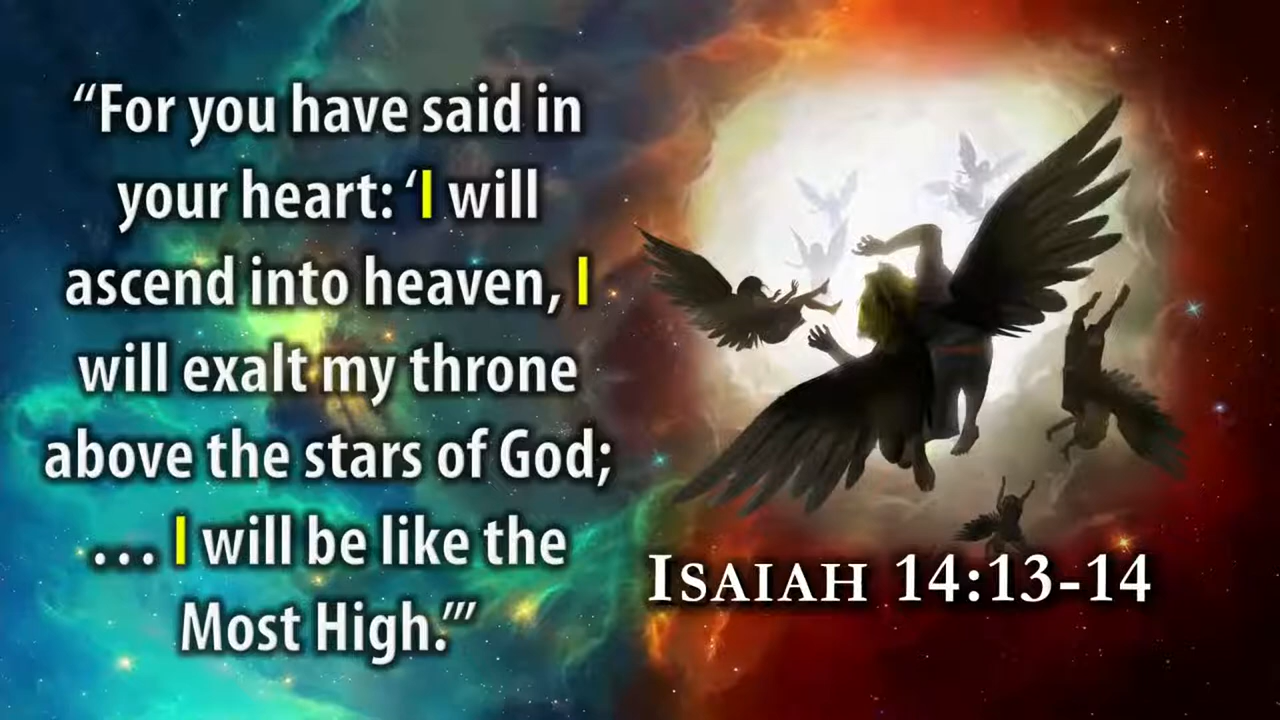 “For you have said in
your heart: ‘I will
ascend into heaven, I
will exalt my throne
above the stars of God;
. . . I will be like the
Most High.’”
ISAIAH 14:13-14